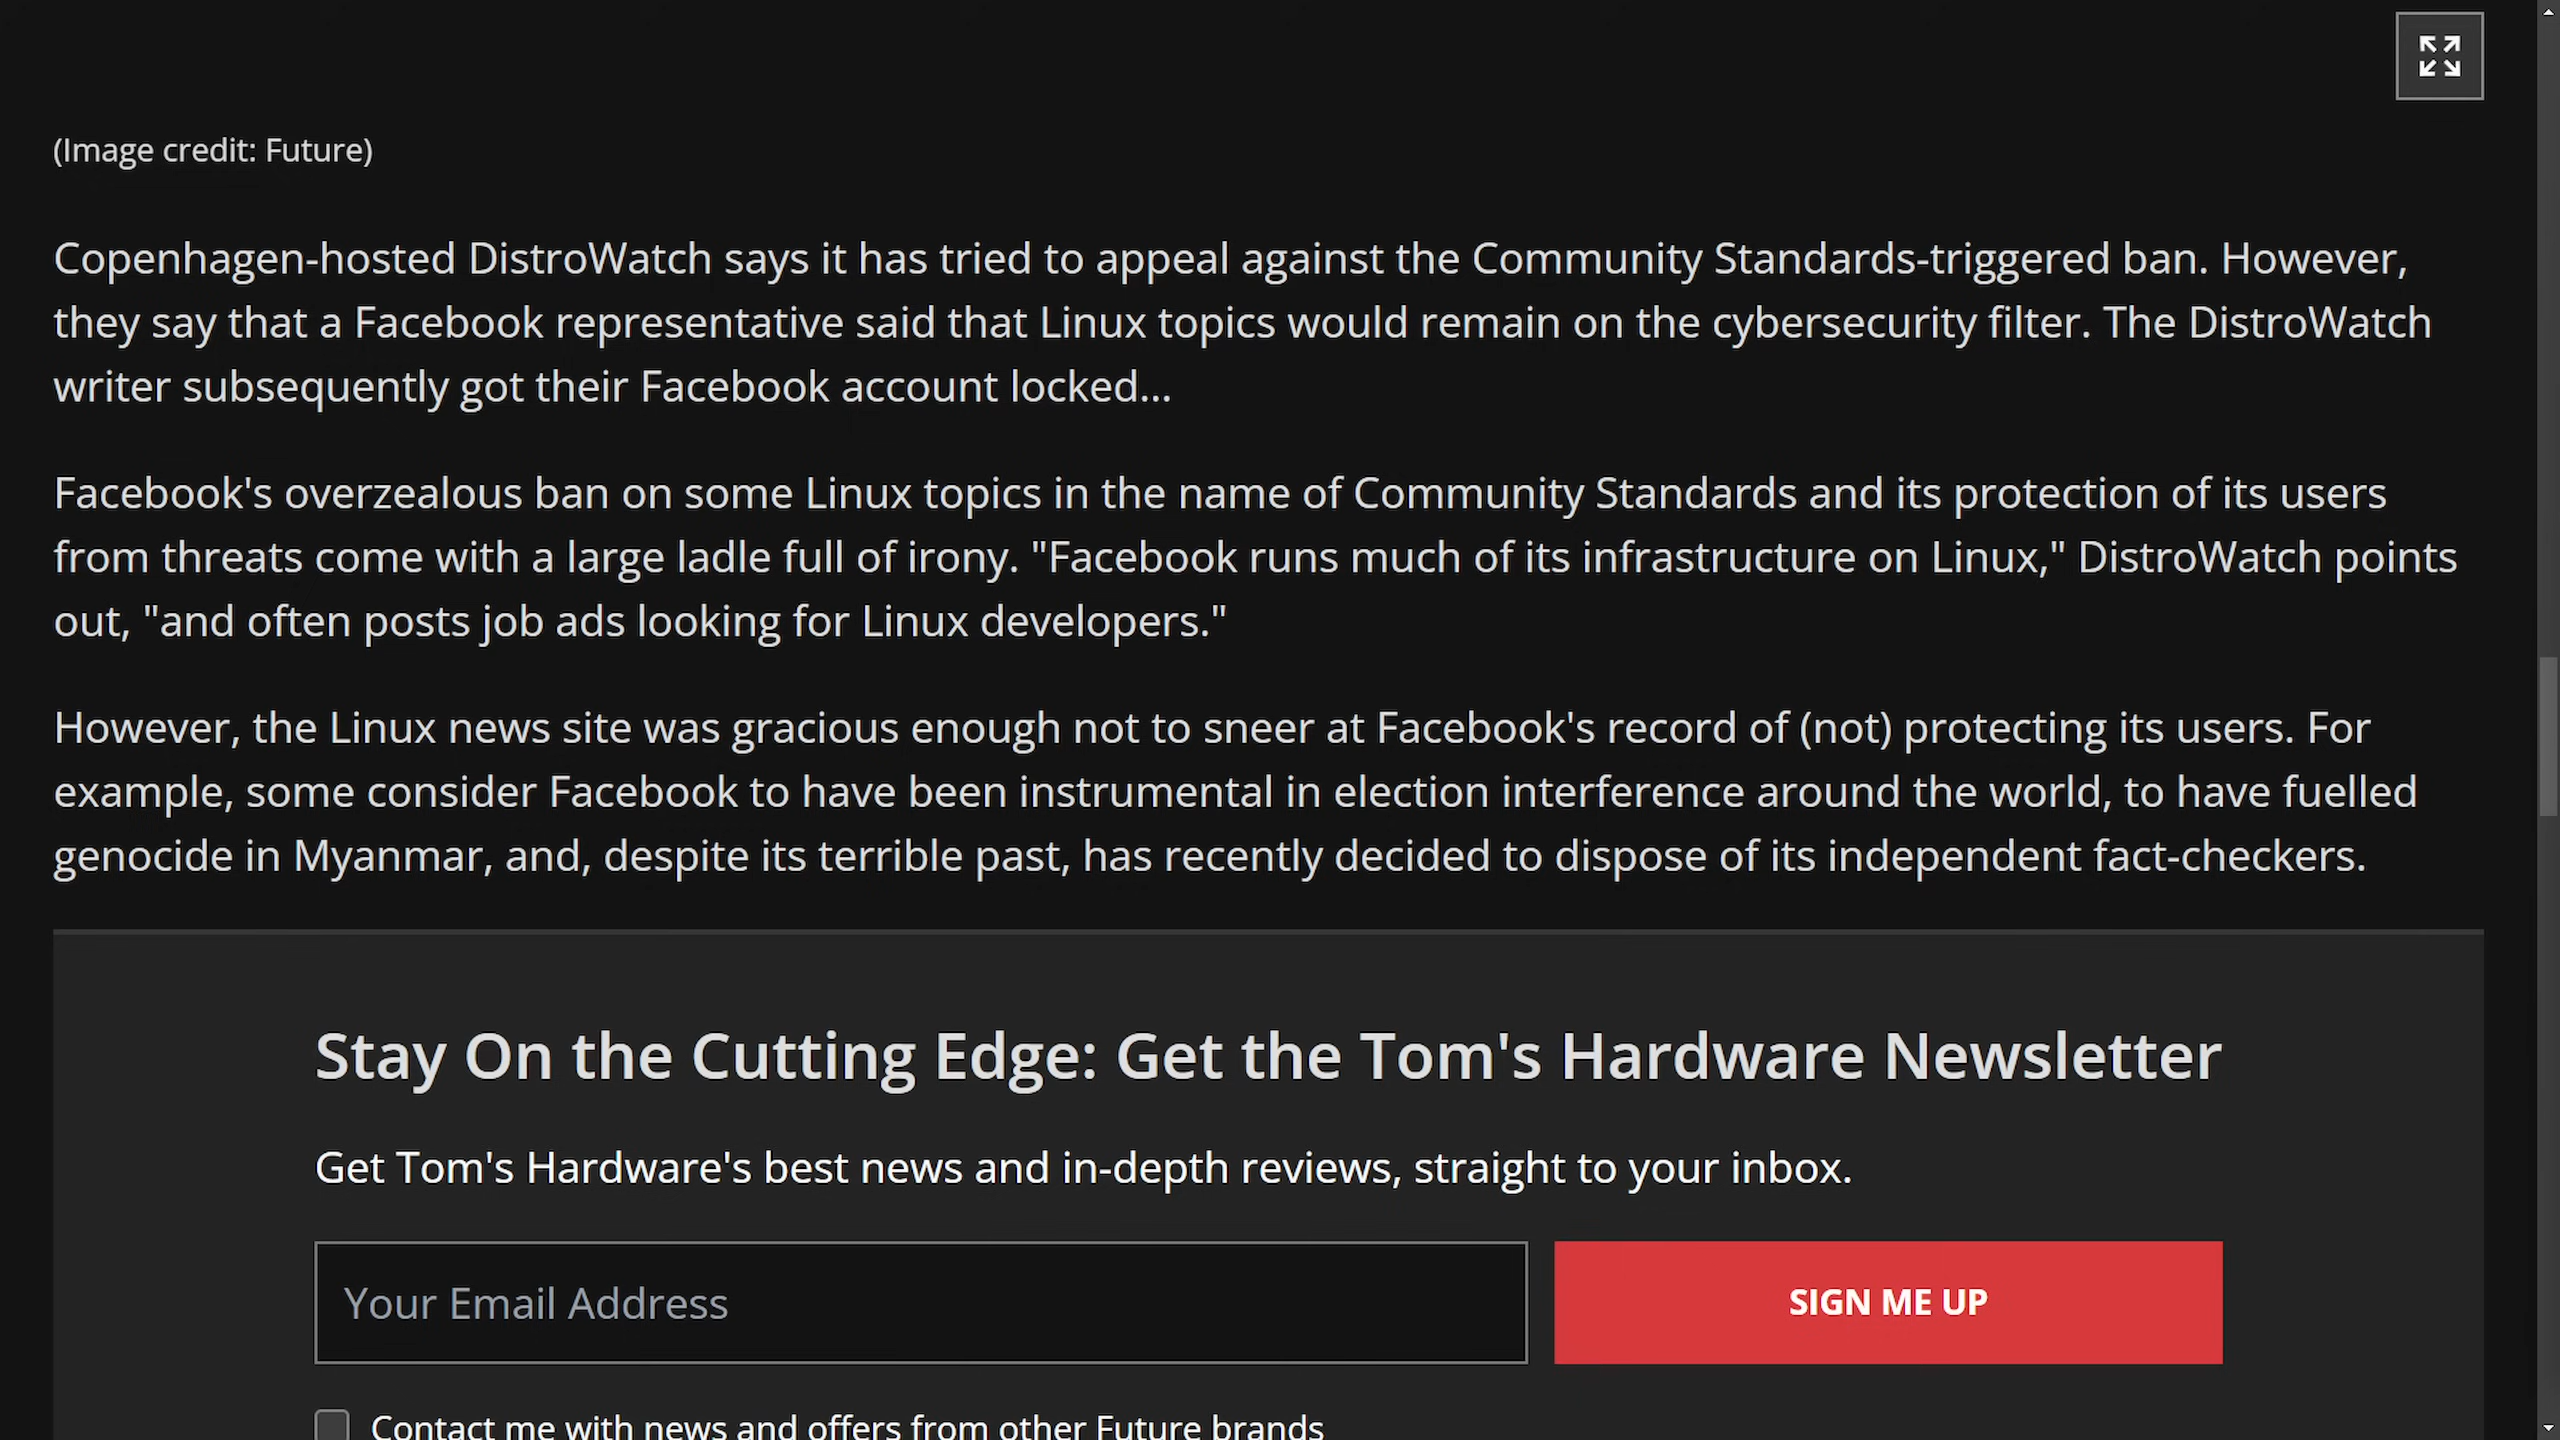 (Image credit: Future)
Copenhagen-hosted DistroWatch says it has tried to appeal against the Community Standards-triggered ban. However,
they say that a Facebook representative said that Linux topics would remain on the cybersecurity filter. The DistroWatch
writer subsequently got their Facebook account locked...
Facebook's overzealous ban on some Linux topics in the name of Community Standards and its protection of its users
from threats come with a large ladle full of irony. "Facebook runs much of its infrastructure on Linux," DistroWatch points
out, "and often posts job ads looking for Linux developers."
However, the Linux news site was gracious enough not to sneer at Facebook's record of (not) protecting its users. For
example, some consider Facebook to have been instrumental in election interference around the world, to have fuelled
genocide in Myanmar, and, despite its terrible past, has recently decided to dispose of its independent fact-checkers.
Stay On the Cutting Edge: Get the Tom's Hardware Newsletter
Get Tom's Hardware's best news and in-depth reviews, straight to your inbox.
Your Email Address
SIGN ME UP
Contact me with news and offers from other Future brands